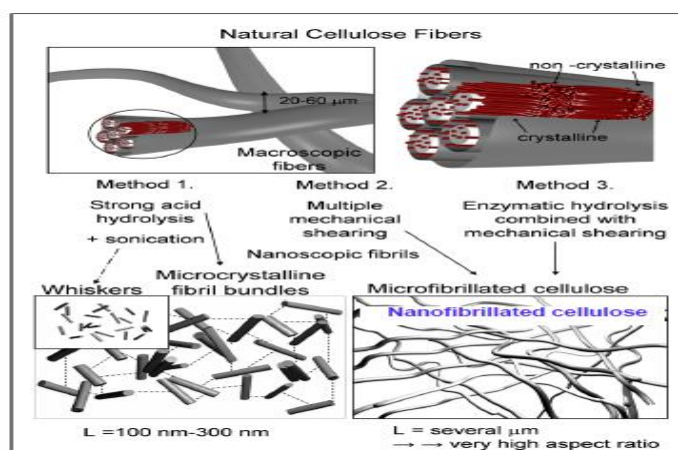 Natural Cellulose Fibers
non -crystalline
20-60 μm
crystalline
Macroscopic
fibers
Method 1.
Method 2.
Method 3.
Strong acid
hydrolysis
+ sonication
Multiple
mechanical
shearing
Enzymatic hydrolysis
combined with
mechanical shearing
Nanoscopic fibrils
Whiskers
Microcrystalline
fibril bundles
Microfibrillated cellulose
Nanofibrillated cellulose
L =100 nm-300 nm
L = several μm
→ → very high aspect ratio